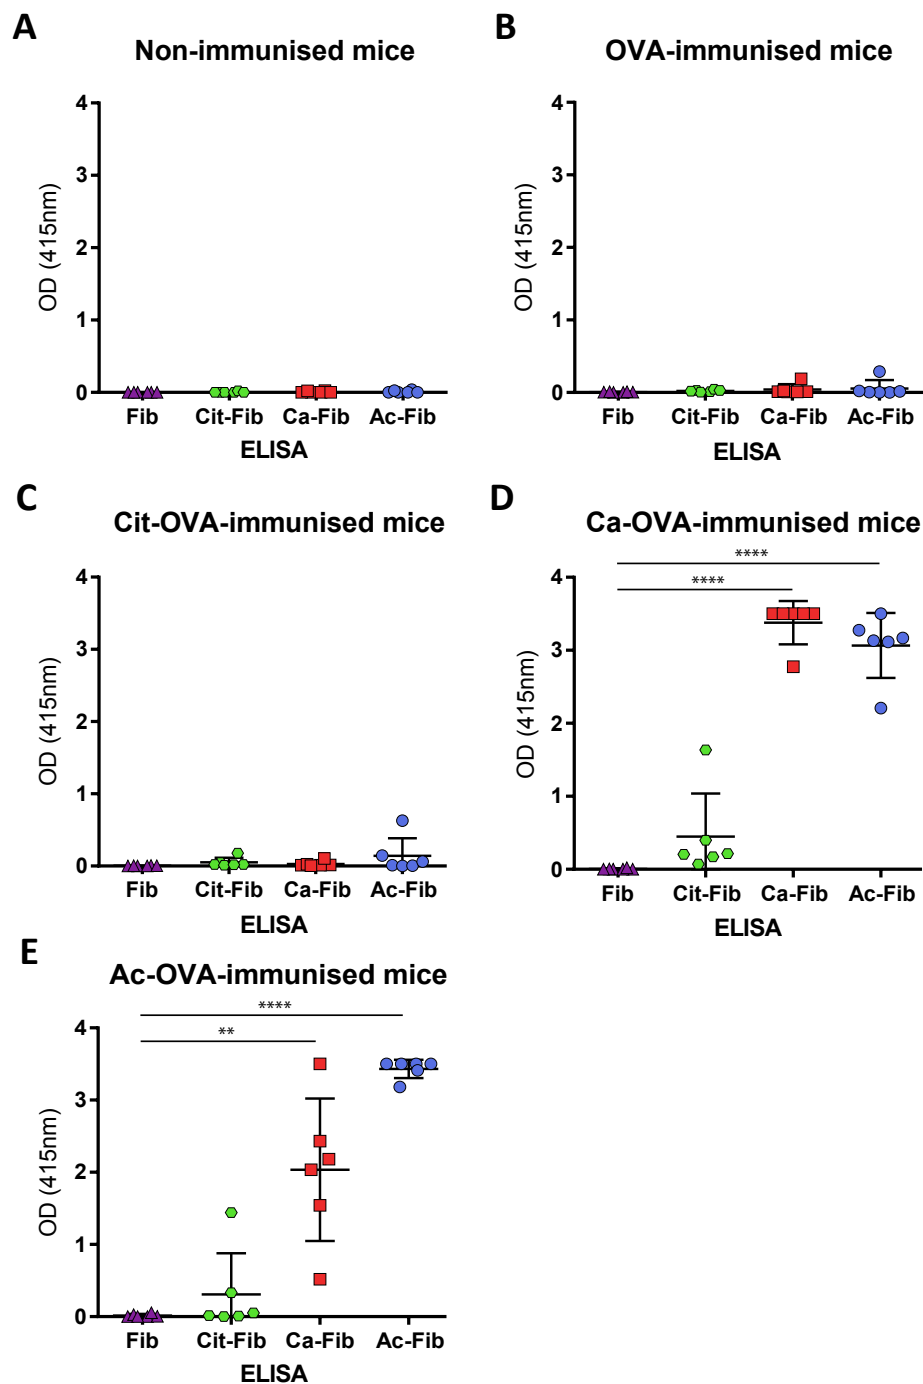 A
Non-immunised mice
OD (415nm)
4
3
2
1
0
Fib Cit-Fib Ca-Fib Ac-Fib
ELISA
B
OVA-immunised mice
OD (415nm)
4
3
2
1
0
Fib Cit-Fib Ca-Fib Ac-Fib
ELISA
C
Cit-OVA-immunised mice
OD (415nm)
4
3
2
1
0
Fib Cit-Fib Ca-Fib Ac-Fib
ELISA
D
Ca-OVA-immunised mice
****
****
OD (415nm)
4
3
2
1
0
Fib Cit-Fib Ca-Fib Ac-Fib
ELISA
E
Ac-OVA-immunised mice
****
**
OD (415nm)
4
3
2
1
0
Fib Cit-Fib Ca-Fib Ac-Fib
ELISA